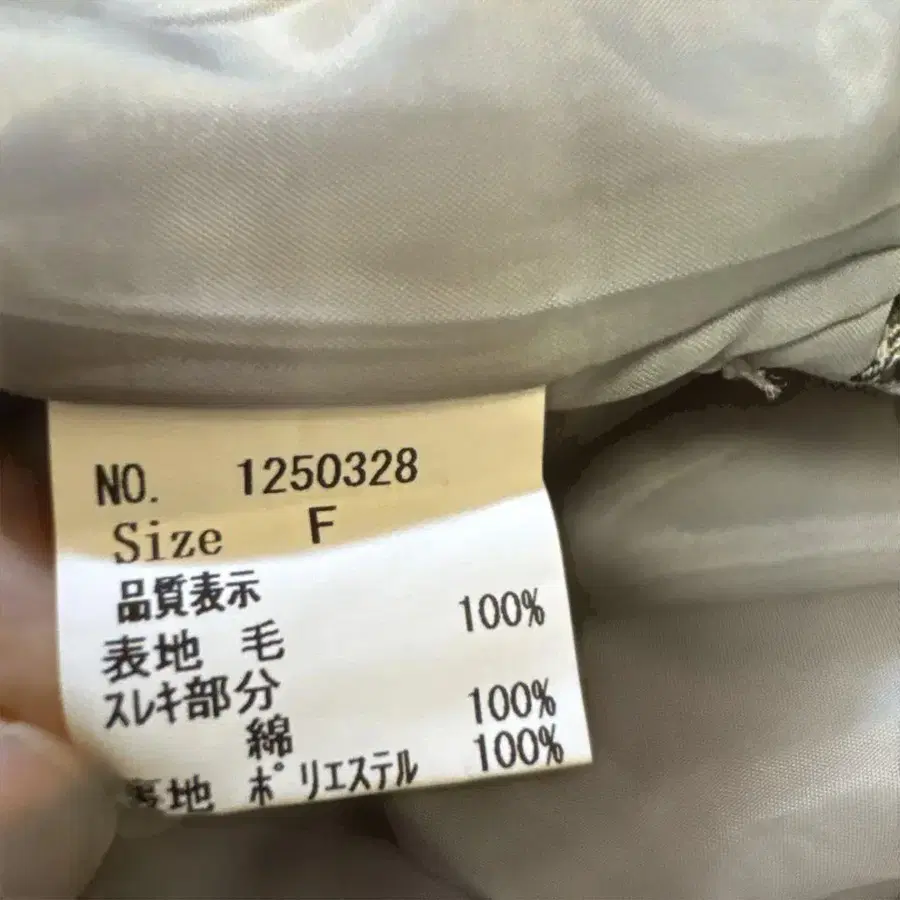 NO. 1250328
Size F
品質表示
表地 毛 100%
スレキ部分
綿 100%
地 ポリエステル 100%